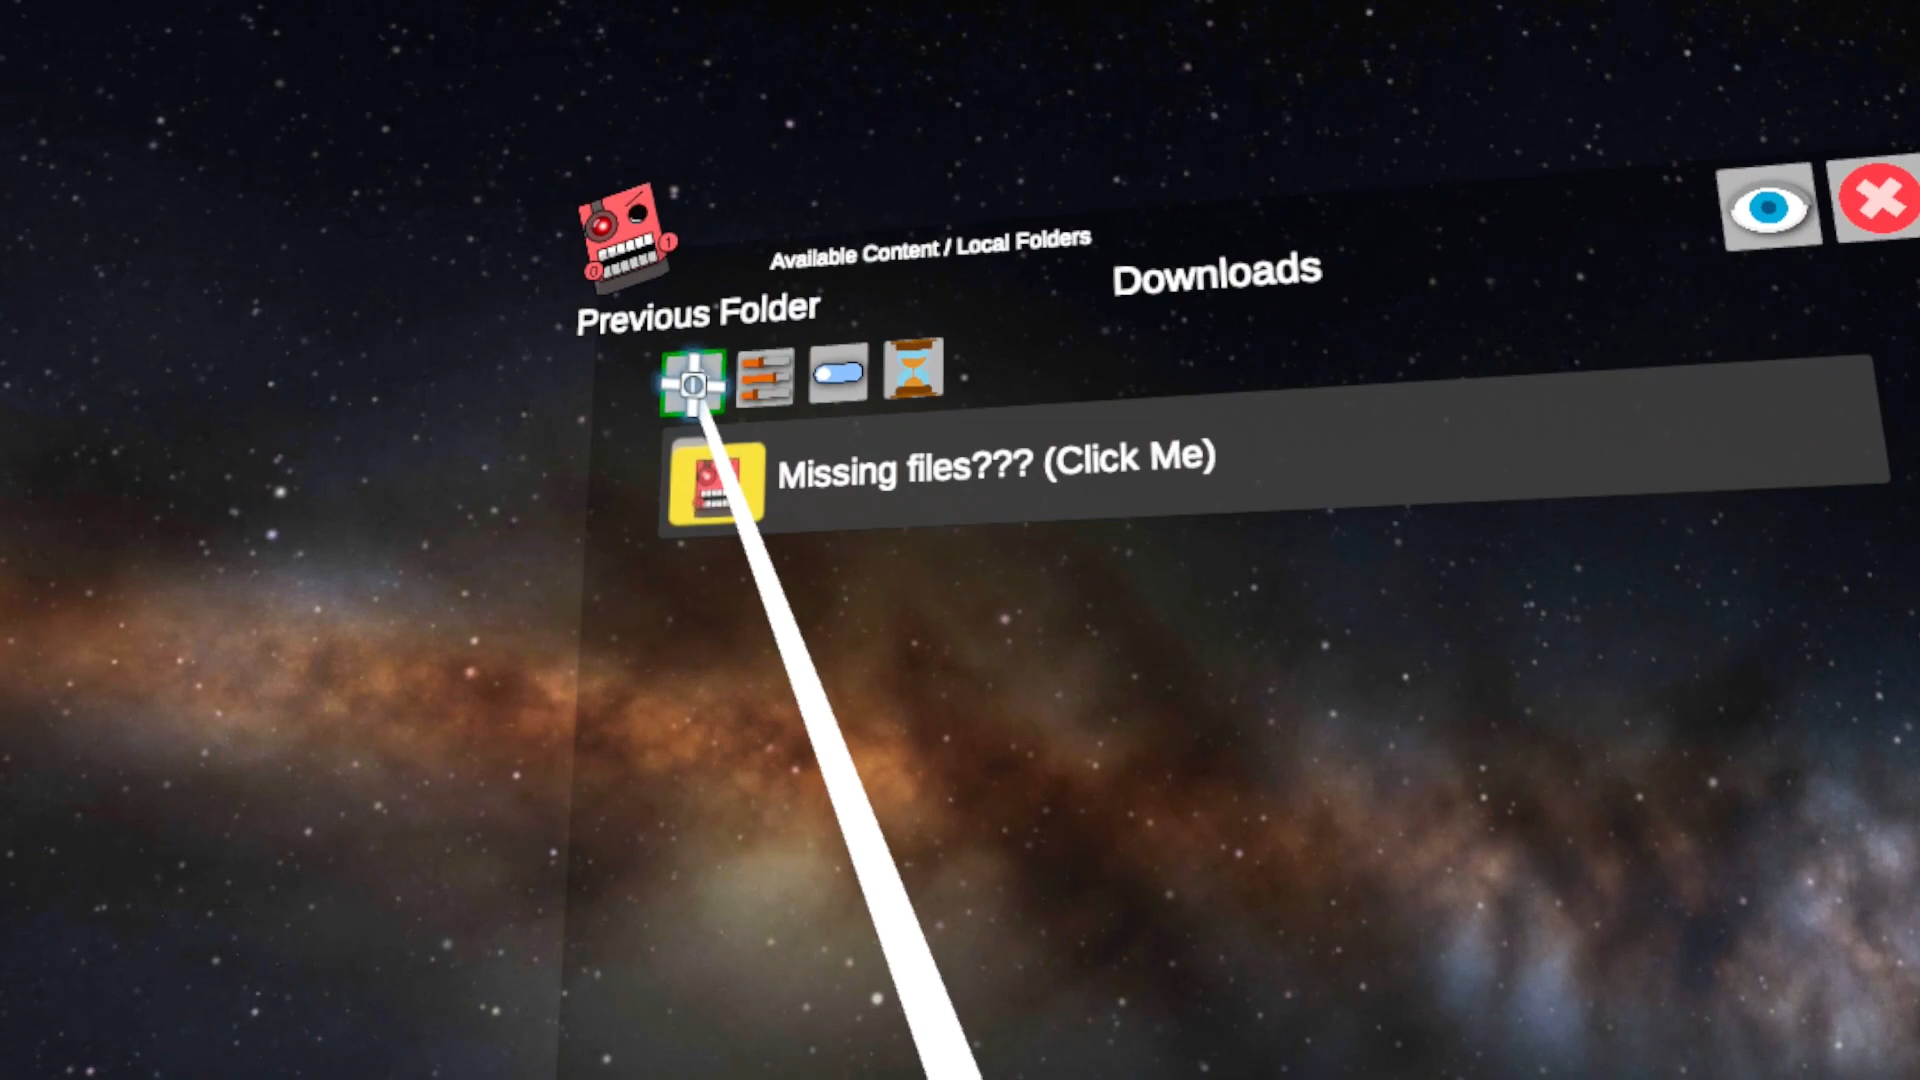 Available Content / Local Folders
Downloads
Previous Folder
Missing files??? (Click Me)